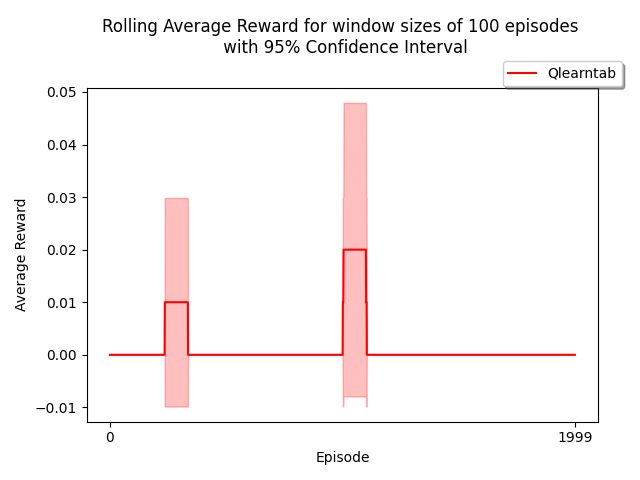 Rolling Average Reward for window sizes of 100 episodes
with 95% Confidence Interval
Qlearntab
0.05
0.04
0.03
0.02
0.01
0.00
−0.01
Average Reward
0
1999
Episode